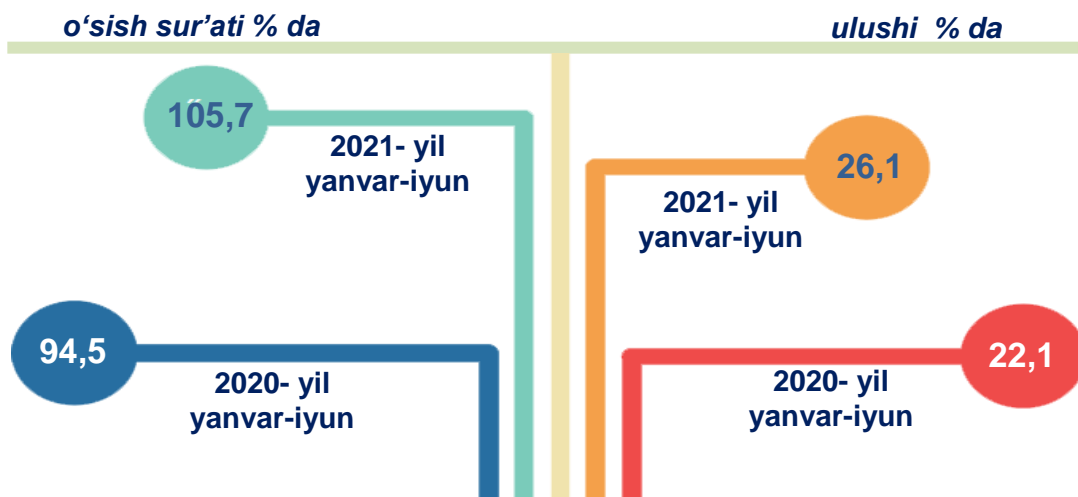 o‘sish sur’ati % da
ulushi % da
105,7
2021- yil
yanvar-iyun
26,1
2021- yil
yanvar-iyun
94,5
2020- yil
yanvar-iyun
22,1
2020- yil
yanvar-iyun